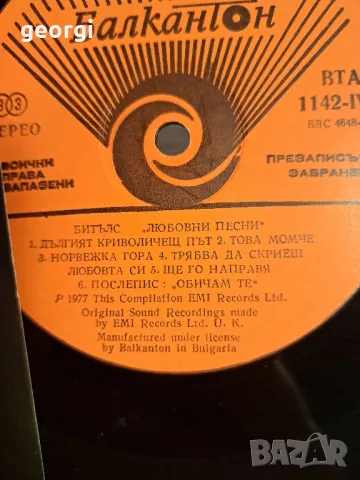 georgi
Балкантон
ВТА
1142-IV
БДС 4648-
ЕРЕО
ВСИЧКИ
ПРАВА
ЗАПАЗЕНИ
ПРЕЗАПИСЪ
ЗАБРАНЕ
БИТЪЛС „ЛЮБОВНИ ПЕСНИ"
1. ДЪЛГИЯТ КРИВОЛИЧЕЩ ПЪТ 2. ТОВА МОМЧЕ
3 НОРВЕЖКА ГОРА 4. ТРЯБВА ДА СКРИЕШ
ЛЮБОВТА СИ 5. ЩЕ ГО НАПРАВЯ
6. ПОСЛЕПИС: „ОБИЧАМ ТЕ"
P 1977 This Compilation EMI Records Ltd.
Original Sound Recordings made
by EMI Records Ltd. U. K.
Manufactured under license
by Balkanton in Bulgaria
BAZAR